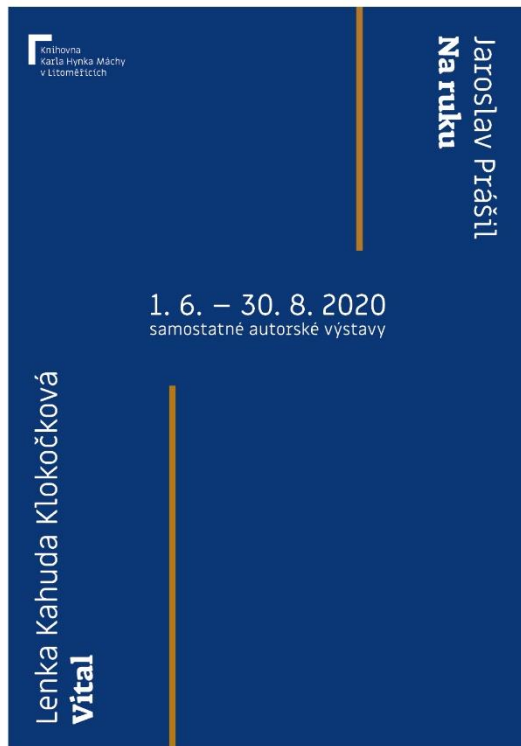 Knihovna
Karla Hynka Máchy
v Litoměřicích
Jaroslav Prášil
Na ruku
1. 6. – 30. 8. 2020
samostatné autorské výstavy
Lenka Kahuda Klokočková
Vital